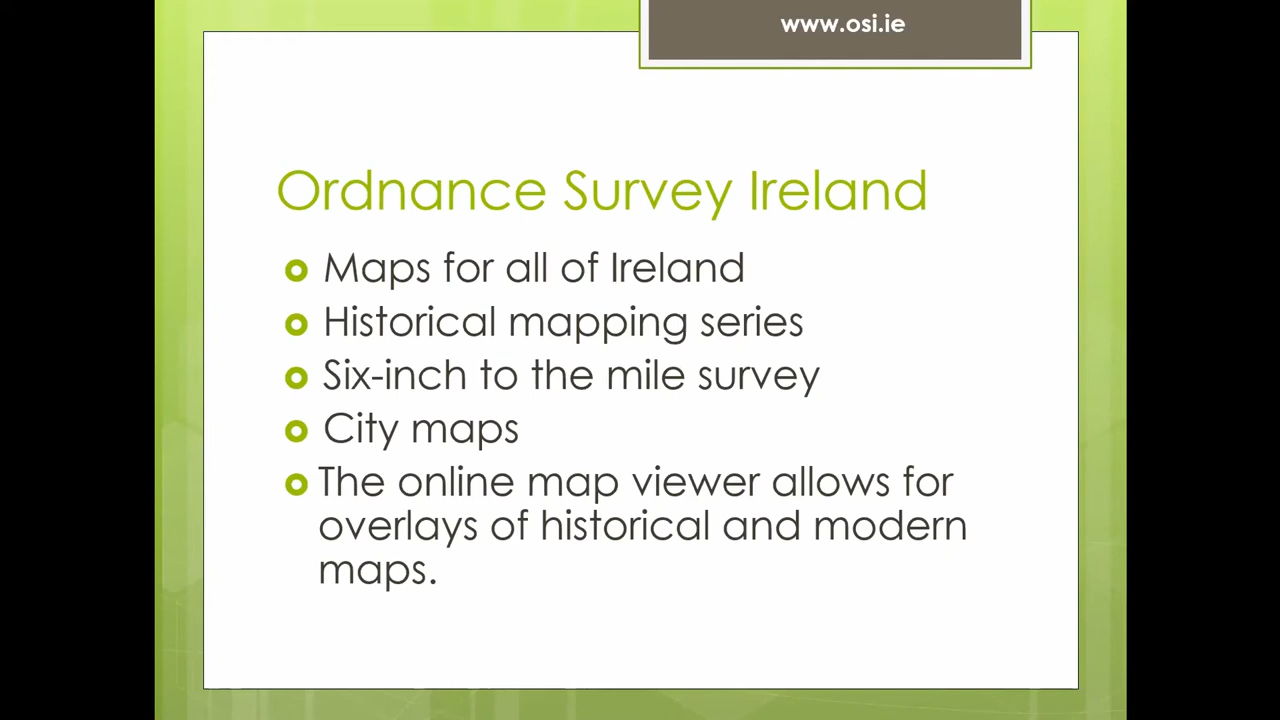 www.osi.ie
Ordnance Survey Ireland
Maps for all of Ireland
Historical mapping series
Six-inch to the mile survey
City maps
The online map viewer allows for
overlays of historical and modern
maps.